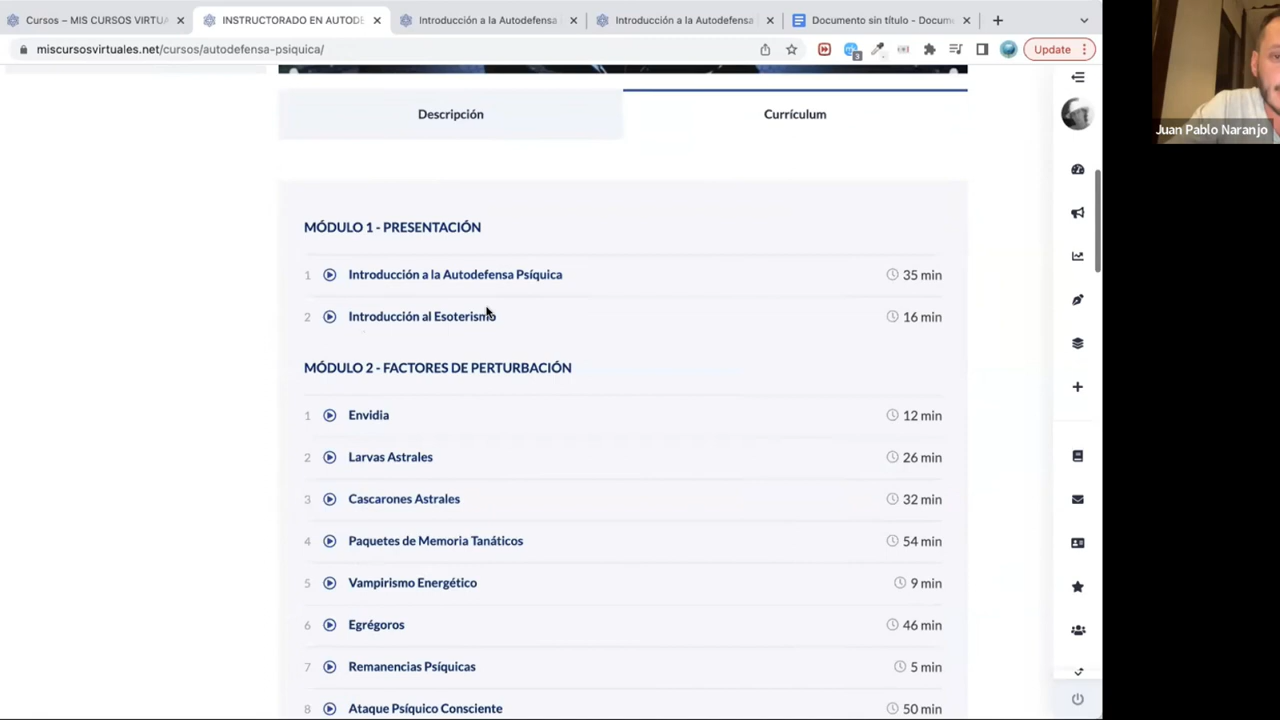 Cursos – MIS CURSOS VIRTUA
INSTRUCTORADO EN AUTODE
Introducción a la Autodefensa
Introducción a la Autodefensa
Documento sin título - Docum
miscursosvirtuales.net/cursos/autodefensa-psiquica/
3
Update
Juan Pablo Naranjo
Descripción
Currículum
MÓDULO 1 - PRESENTACIÓN
1 Introducción a la Autodefensa Psíquica 35 min
2 Introducción al Esoterismo 16 min
MÓDULO 2 - FACTORES DE PERTURBACIÓN
1 Envidia 12 min
2 Larvas Astrales 26 min
3 Cascarones Astrales 32 min
4 Paquetes de Memoria Tanáticos 54 min
5 Vampirismo Energético 9 min
6 Egrégoros 46 min
7 Remanencias Psíquicas 5 min
8 Ataque Psíquico Consciente 50 min